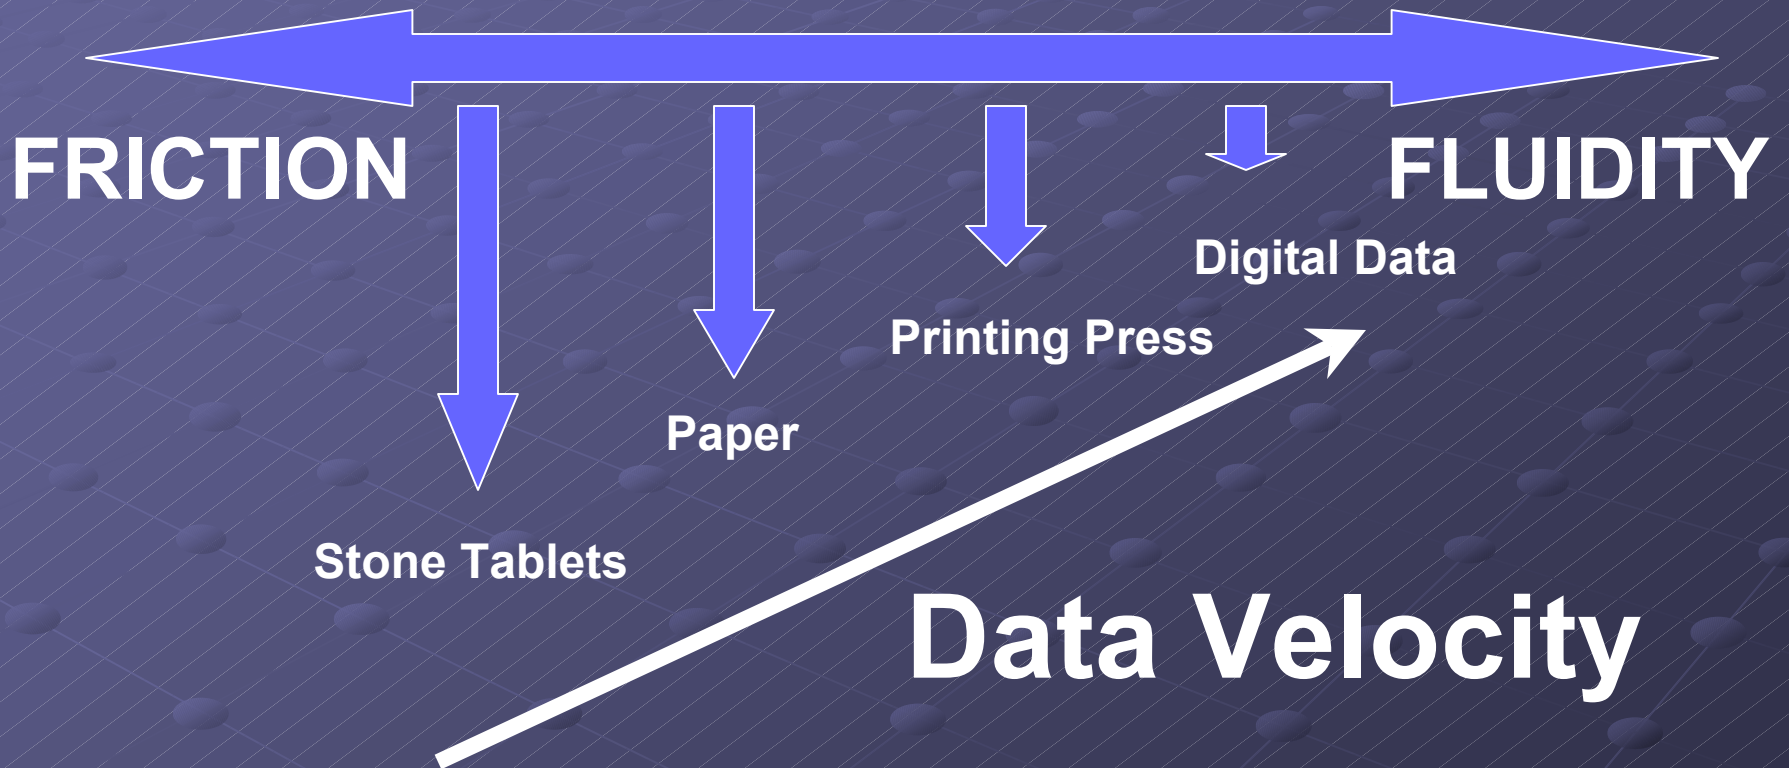 FRICTION
FLUIDITY
Digital Data
Printing Press
Paper
Stone Tablets
Data Velocity